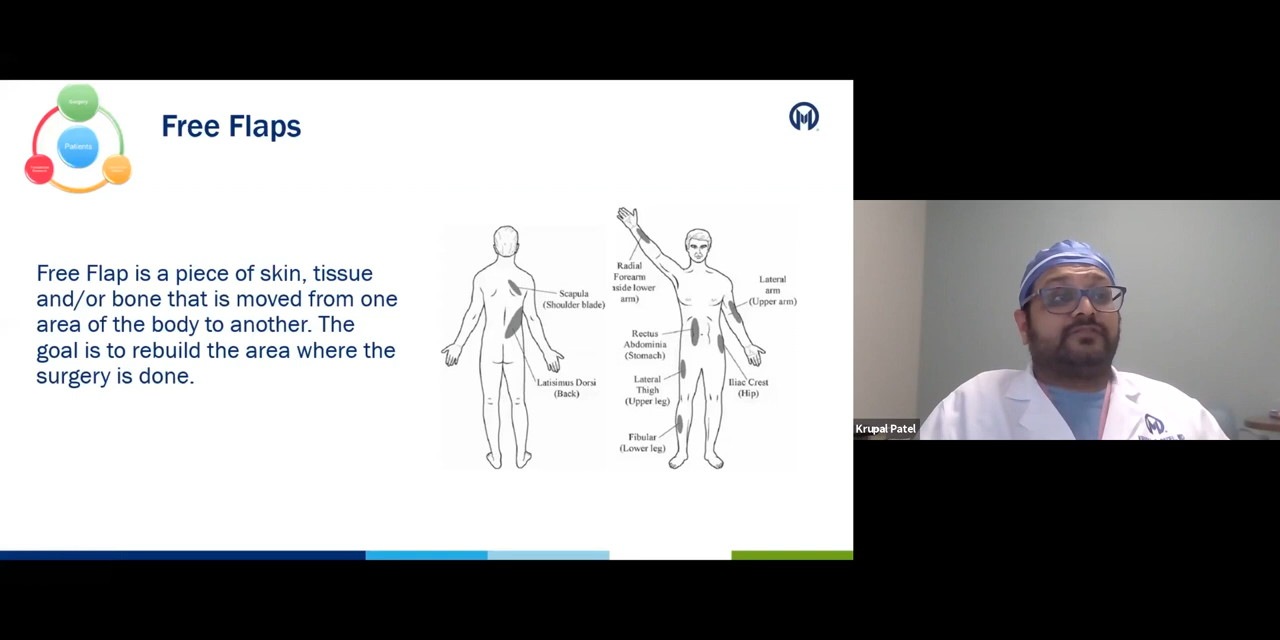 Surgery
Patients
Free Flaps
Free Flap is a piece of skin, tissue
and/or bone that is moved from one
area of the body to another. The
goal is to rebuild the area where the
surgery is done.
Scapula
(Shoulder blade)
Latisimus Dorsi
(Back)
Radial
Forearm
nside lower
arm)
Lateral
arm
(Upper arm)
Rectus
Abdominia
(Stomach)
Lateral
Thigh
(Upper leg)
Iliac Crest
(Hip)
Fibular
(Lower leg)
Krupal Patel